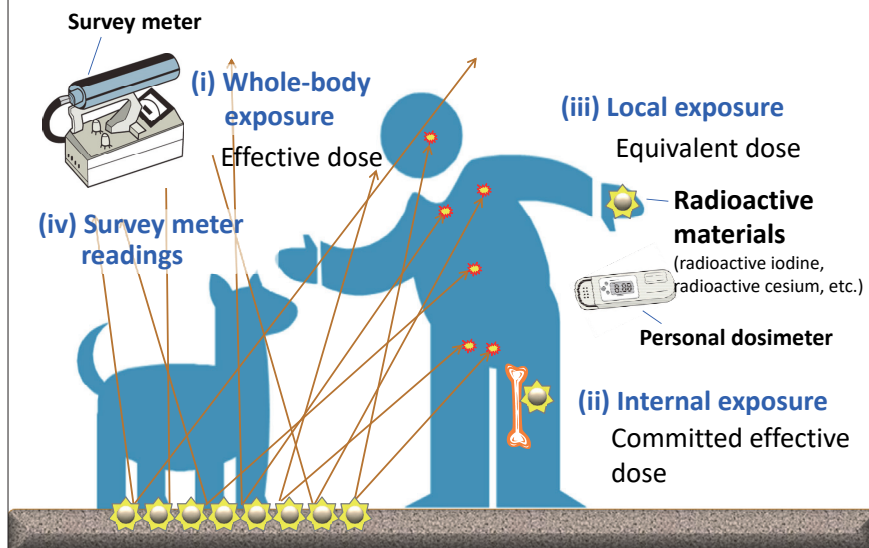 Survey meter
(i) Whole-body
exposure
Effective dose
(iii) Local exposure
Equivalent dose
Radioactive
materials
(radioactive iodine,
radioactive cesium, etc.)
(iv) Survey meter
readings
Personal dosimeter
(ii) Internal exposure
Committed effective
dose